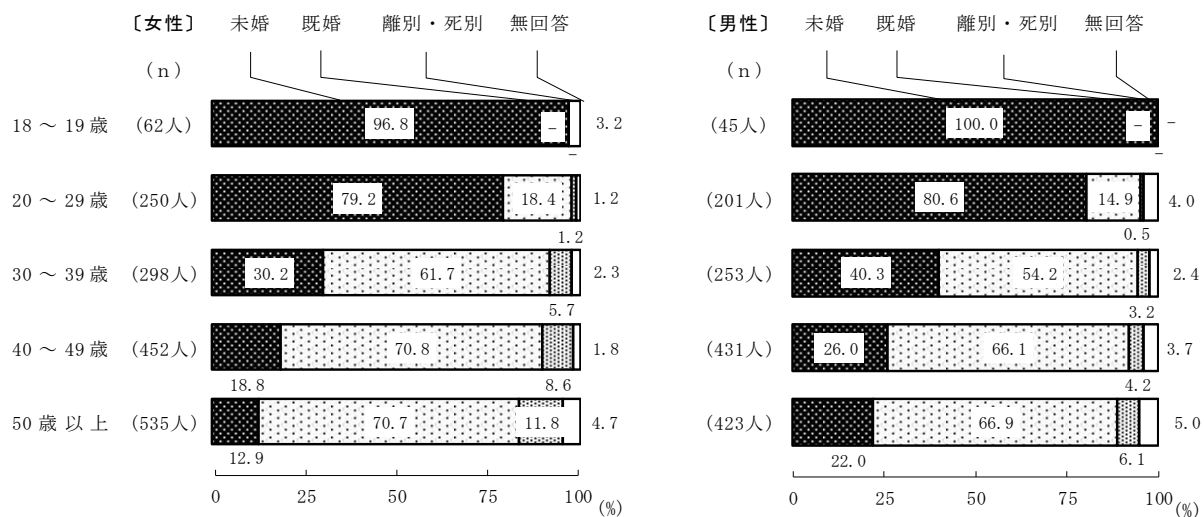 〔女性〕 未婚 既婚 離別・死別 無回答
(n)
18 ～ 19 歳 (62人) 96.8 － 3.2
－
20 ～ 29 歳 (250人) 79.2 18.4 1.2
1.2
30 ～ 39 歳 (298人) 30.2 61.7 2.3
5.7
40 ～ 49 歳 (452人) 70.8 1.8
18.8 8.6
50 歳 以 上 (535人) 70.7 11.8 4.7
12.9
0 25 50 75 100 (%)
〔男性〕 未婚 既婚 離別・死別 無回答
(n)
(45人) 100.0 － －
－
(201人) 80.6 14.9 4.0
0.5
(253人) 40.3 54.2 2.4
3.2
(431人) 26.0 66.1 3.7
4.2
(423人) 66.9 5.0
22.0 6.1
0 25 50 75 100 (%)